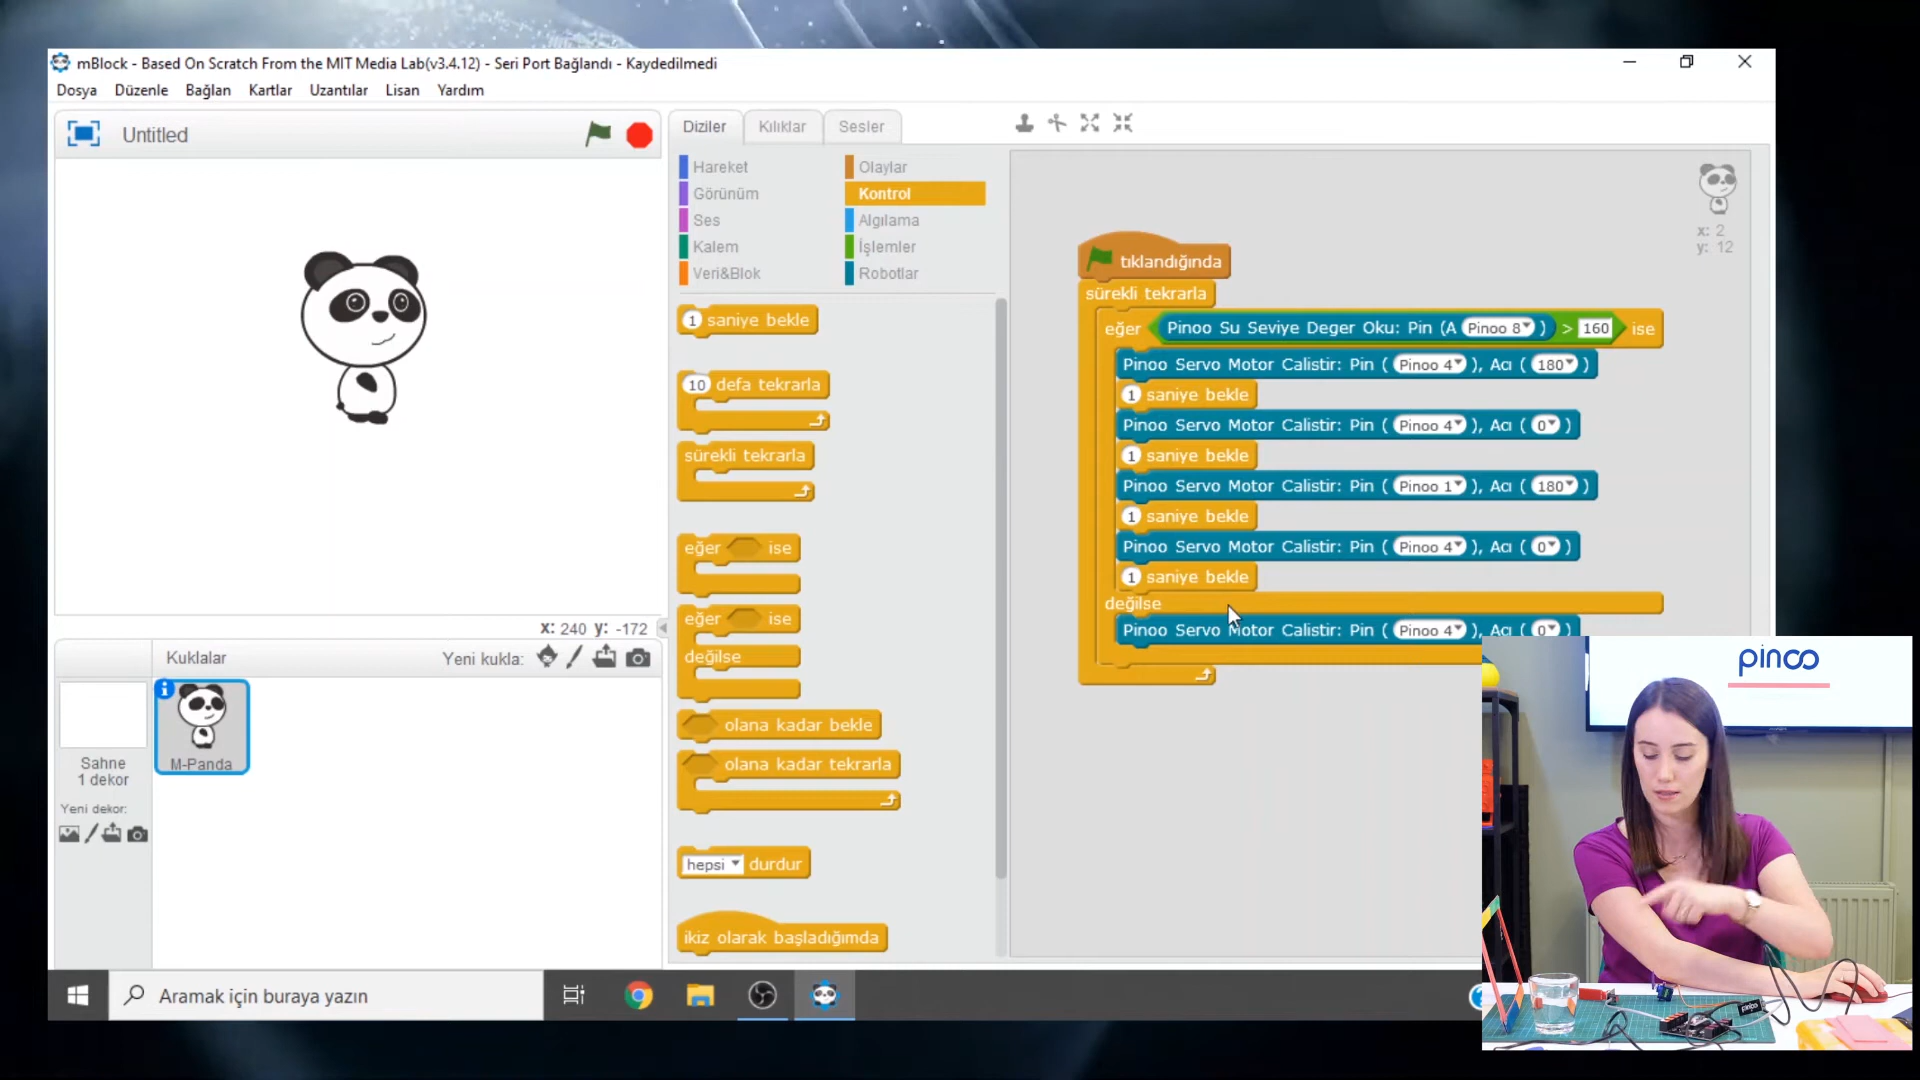 mBlock - Based On Scratch From the MIT Media Lab(v3.4.12) - Seri Port Bağlandı - Kaydedilmedi
Dosya Düzenle Bağlan Kartlar Uzantılar Lisan Yardım
Untitled
x: 240 y: -172
Kuklalar
Yeni kukla:
Sahne
1 dekor
Yeni dekor:
M-Panda
Diziler Kılıklar Sesler
Hareket Olaylar
Görünüm Kontrol
Ses Algılama
Kalem İşlemler
Veri&Blok Robotlar
1 saniye bekle
10 defa tekrarla
sürekli tekrarla
eğer ise
eğer ise
değilse
olana kadar bekle
olana kadar tekrarla
hepsi durdur
ikiz olarak başladığımda
x: 2
y: 12
tıklandığında
sürekli tekrarla
eğer Pinoo Su Seviye Deger Oku: Pin (A Pinoo 8 ) > 160 ise
Pinoo Servo Motor Calistir: Pin ( Pinoo 4 ), Acı ( 180 )
1 saniye bekle
Pinoo Servo Motor Calistir: Pin ( Pinoo 4 ), Acı ( 0 )
1 saniye bekle
Pinoo Servo Motor Calistir: Pin ( Pinoo 1 ), Acı ( 180 )
1 saniye bekle
Pinoo Servo Motor Calistir: Pin ( Pinoo 4 ), Acı ( 0 )
1 saniye bekle
değilse
Pinoo Servo Motor Calistir: Pin ( Pinoo 4 ), Acı ( 0 )
pinoo
Aramak için buraya yazın